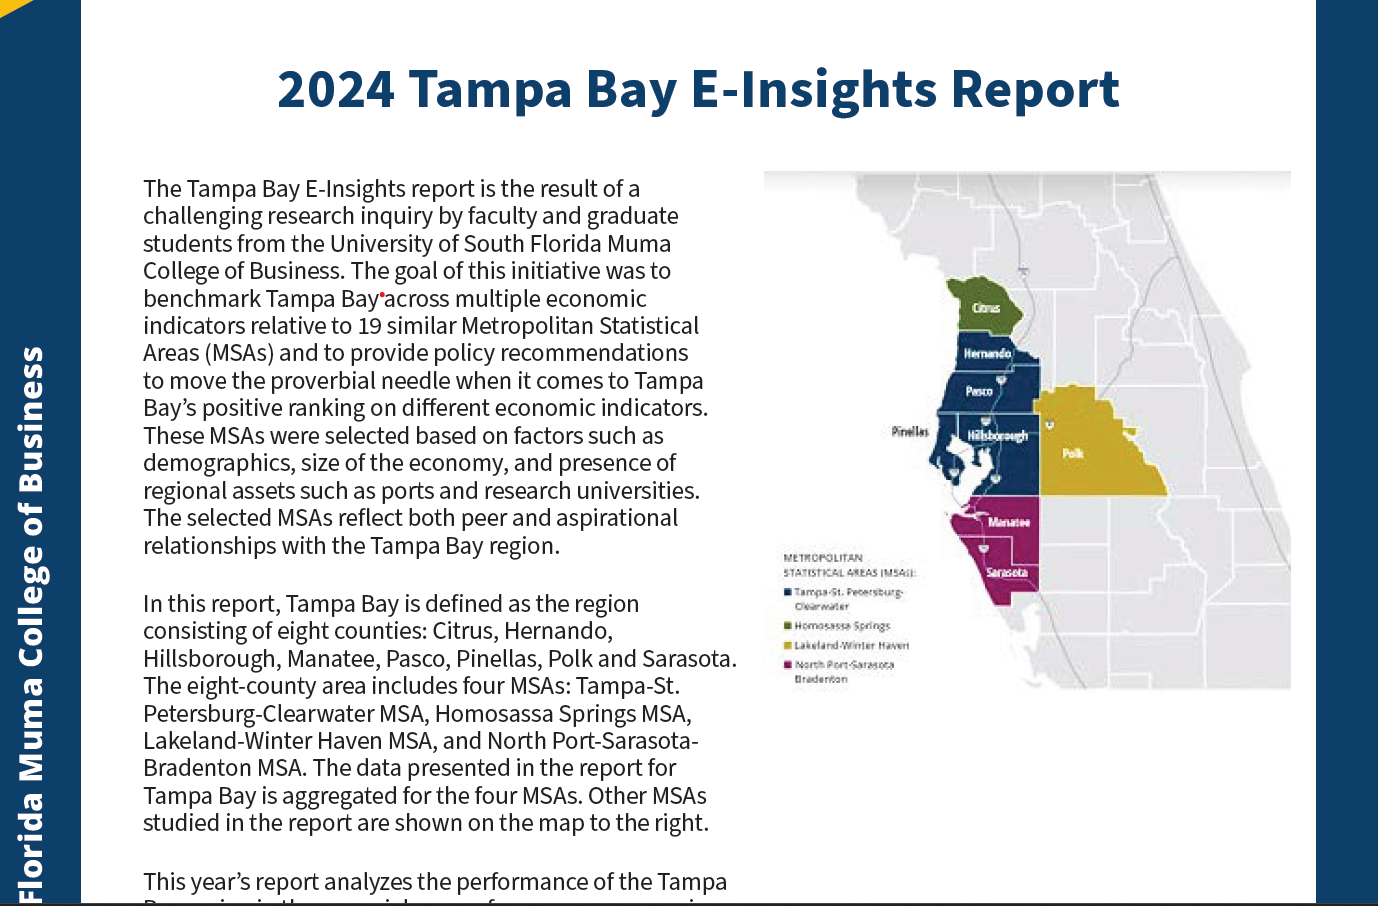 2024 Tampa Bay E-Insights Report
The Tampa Bay E-Insights report is the result of a
challenging research inquiry by faculty and graduate
students from the University of South Florida Muma
College of Business. The goal of this initiative was to
benchmark Tampa Bay across multiple economic
indicators relative to 19 similar Metropolitan Statistical
Areas (MSAs) and to provide policy recommendations
to move the proverbial needle when it comes to Tampa
Bay’s positive ranking on different economic indicators.
These MSAs were selected based on factors such as
demographics, size of the economy, and presence of
regional assets such as ports and research universities.
The selected MSAs reflect both peer and aspirational
relationships with the Tampa Bay region.
In this report, Tampa Bay is defined as the region
consisting of eight counties: Citrus, Hernando,
Hillsborough, Manatee, Pasco, Pinellas, Polk and Sarasota.
The eight-county area includes four MSAs: Tampa-St.
Petersburg-Clearwater MSA, Homosassa Springs MSA,
Lakeland-Winter Haven MSA, and North Port-Sarasota-
Bradenton MSA. The data presented in the report for
Tampa Bay is aggregated for the four MSAs. Other MSAs
studied in the report are shown on the map to the right.
This year’s report analyzes the performance of the Tampa
Citrus
Hernando
Pasco
Pinellas
Hillsborough
Polk
Manatee
Sarasota
METROPOLITAN
STATISTICAL AREAS (MSAs):
Tampa-St. Petersburg-
Clearwater
Homosassa Springs
Lakeland-Winter Haven
North Port-Sarasota
Bradenton
Florida Muma College of Business